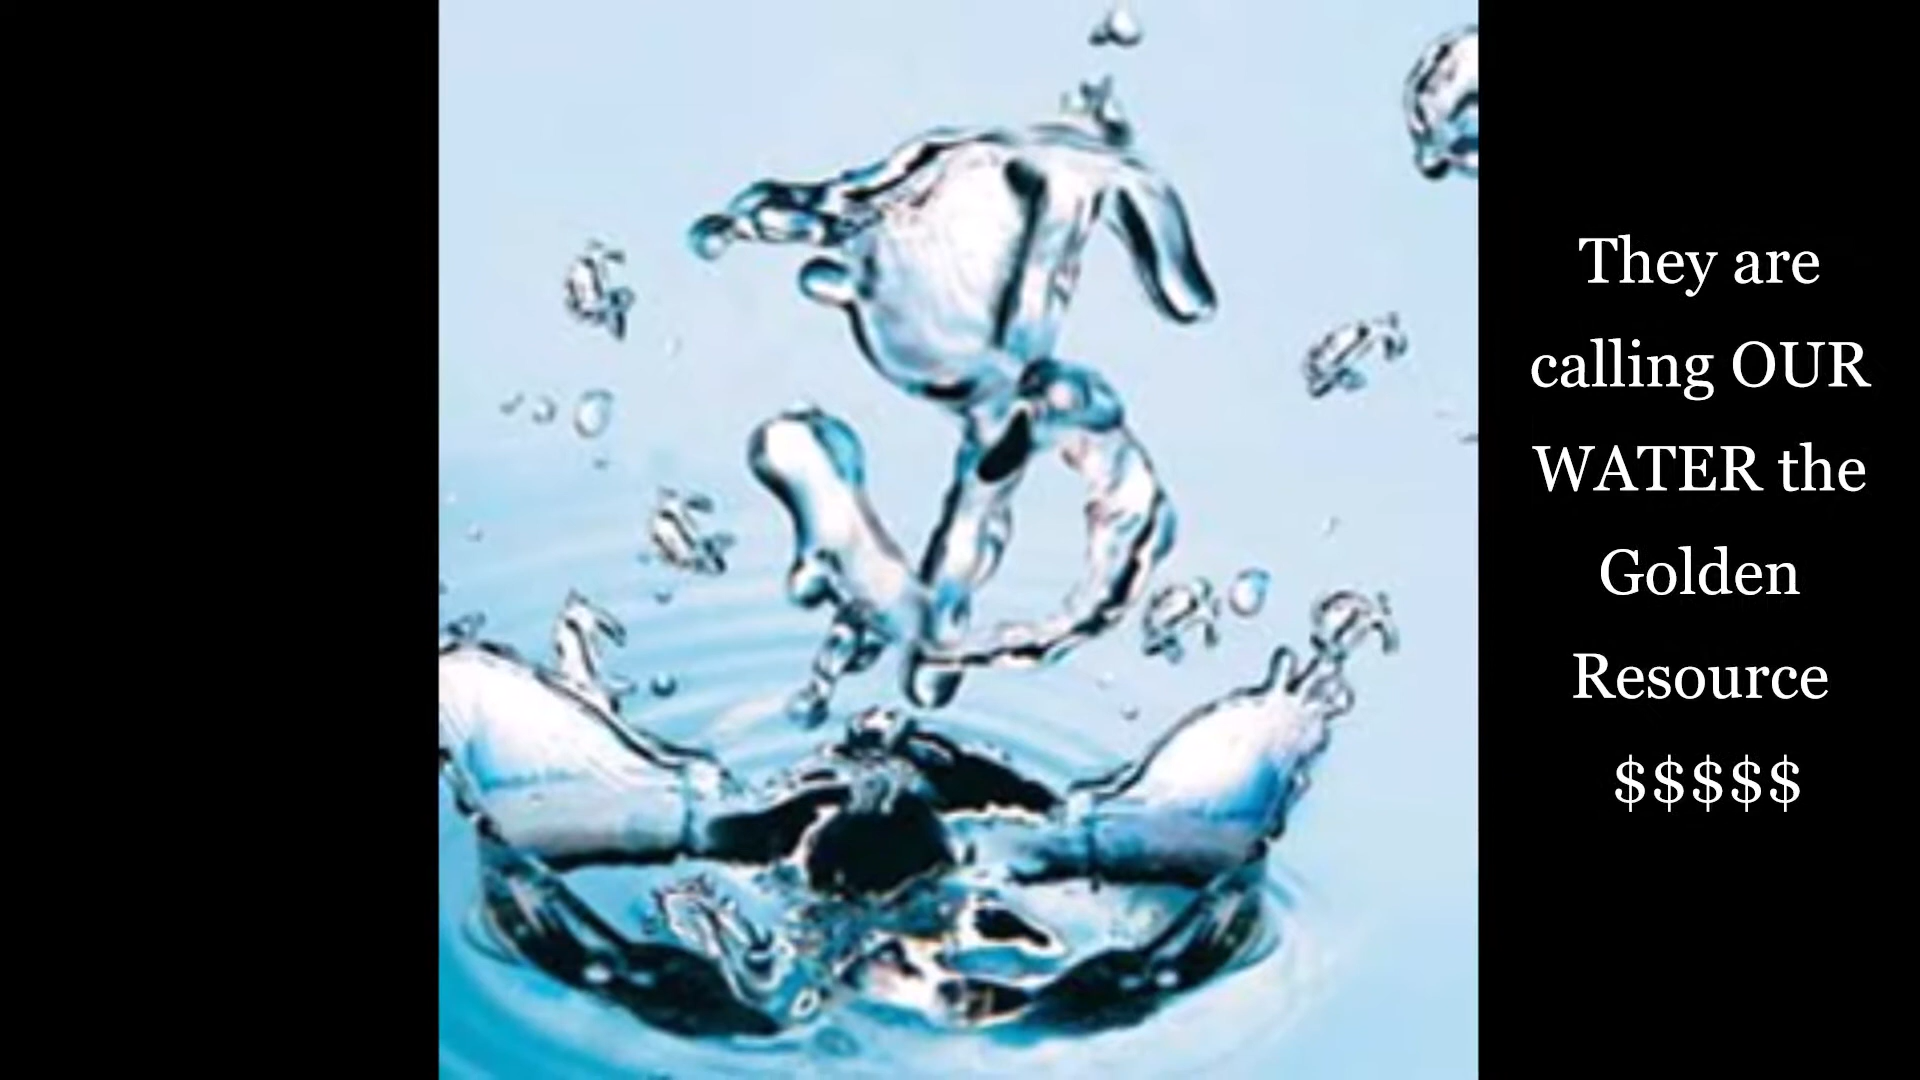 They are
calling OUR
WATER the
Golden
Resource
$$$$$